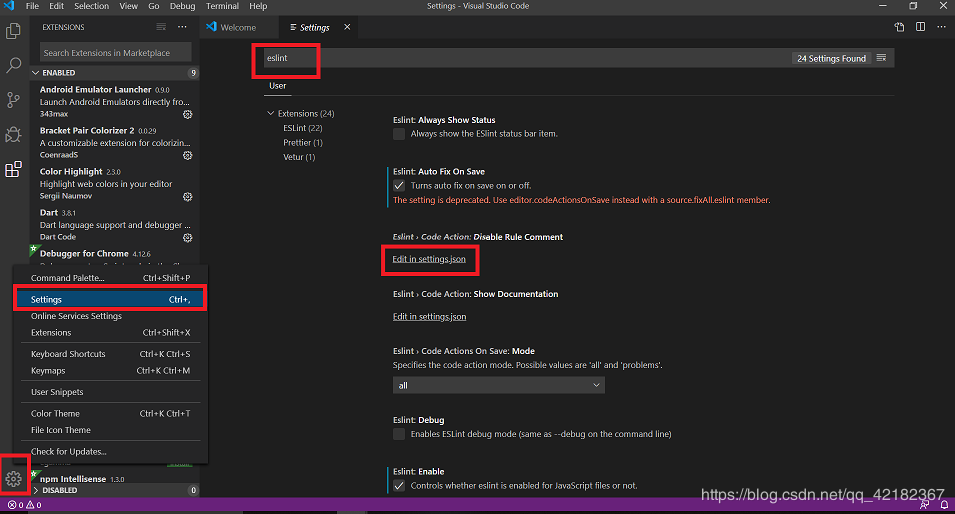 File Edit Selection View Go Debug Terminal Help
Settings - Visual Studio Code
EXTENSIONS
Search Extensions in Marketplace
ENABLED 9
Android Emulator Launcher 0.9.0
Launch Android Emulators directly fro...
343max
Bracket Pair Colorizer 2 0.0.29
A customizable extension for colorizin...
CoenraadS
Color Highlight 2.3.0
Highlight web colors in your editor
Sergii Naumov
Dart 3.8.1
Dart language support and debugger ...
Dart Code
Debugger for Chrome 4.12.6
Command Palette... Ctrl+Shift+P
Settings Ctrl+,
Online Services Settings
Extensions Ctrl+Shift+X
Keyboard Shortcuts Ctrl+K Ctrl+S
Keymaps Ctrl+K Ctrl+M
User Snippets
Color Theme Ctrl+K Ctrl+T
File Icon Theme
Check for Updates...
npm Intellisense 1.3.0
DISABLED 0
0 0
Welcome
Settings
eslint
24 Settings Found
User
Extensions (24)
ESLint (22)
Prettier (1)
Vetur (1)
Eslint: Always Show Status
Always show the ESlint status bar item.
Eslint: Auto Fix On Save
Turns auto fix on save on or off.
The setting is deprecated. Use editor.codeActionsOnSave instead with a source.fixAll.eslint member.
Eslint › Code Action: Disable Rule Comment
Edit in settings.json
Eslint › Code Action: Show Documentation
Edit in settings.json
Eslint › Code Actions On Save: Mode
Specifies the code action mode. Possible values are 'all' and 'problems'.
all
Eslint: Debug
Enables ESLint debug mode (same as --debug on the command line)
Eslint: Enable
Controls whether eslint is enabled for JavaScript files or not.
https://blog.csdn.net/qq_42182367